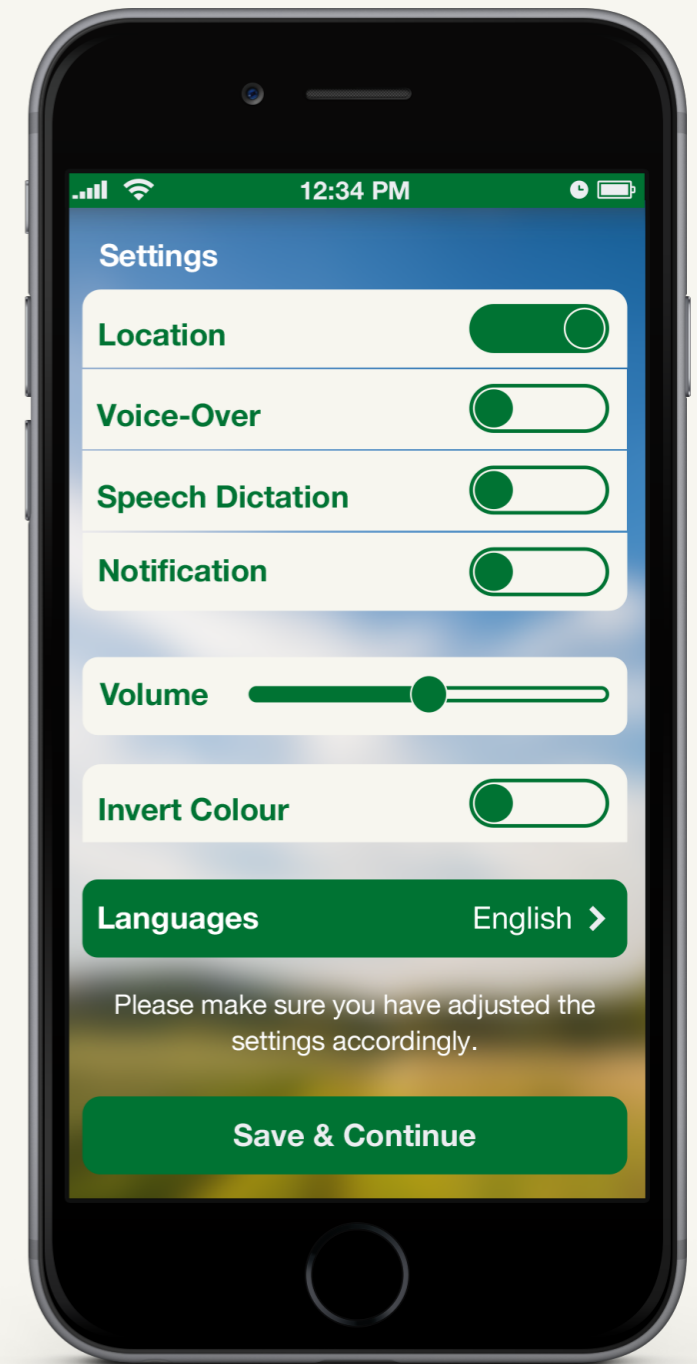 12:34 PM
Settings
Location
Voice-Over
Speech Dictation
Notification
Volume
Invert Colour
Languages English
Please make sure you have adjusted the
settings accordingly.
Save & Continue